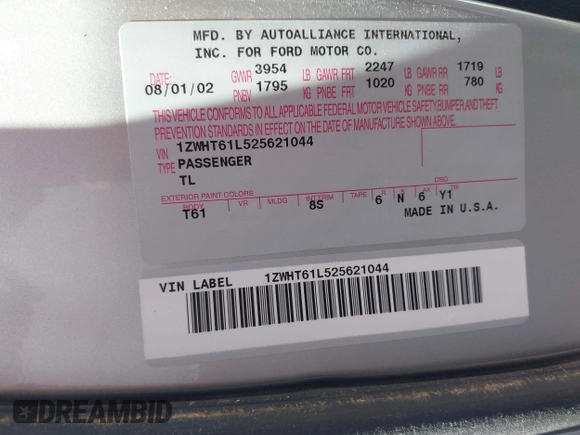 MFD. BY AUTOALLIANCE INTERNATIONAL,
INC. FOR FORD MOTOR CO.
DATE: 08/01/02 GVWR 3954 LB GAWR FRT 2247 LB GAWR RR 1719 LB
PNBV 1795 KG PNBE FRT 1020 KG PNBE RR 780 KG
THIS VEHICLE CONFORMS TO ALL APPLICABLE FEDERAL MOTOR VEHICLE SAFETY, BUMPER, AND THEFT
PREVENTION STANDARDS IN EFFECT ON THE DATE OF MANUFACTURE SHOWN ABOVE.
VIN 1ZWHT61L525621044
TYPE PASSENGER
TL
EXTERIOR PAINT COLORS
BODY VR MLDG INT TRIM TAPE R S AX TR
T61 8S 6 N 6 Y1
MADE IN U.S.A.
VIN LABEL 1ZWHT61L525621044
DREAMBID